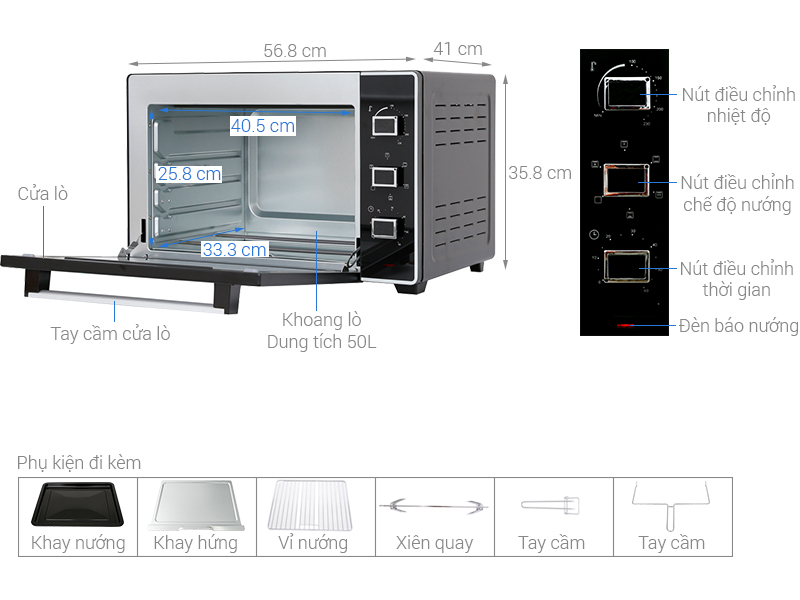 56.8 cm
41 cm
40.5 cm
25.8 cm
35.8 cm
33.3 cm
Cửa lò
Tay cầm cửa lò
Khoang lò
Dung tích 50L
Nút điều chỉnh
nhiệt độ
Nút điều chỉnh
chế độ nướng
Nút điều chỉnh
thời gian
Đèn báo nướng
Phụ kiện đi kèm
Khay nướng
Khay hứng
Vỉ nướng
Xiên quay
Tay cầm
Tay cầm